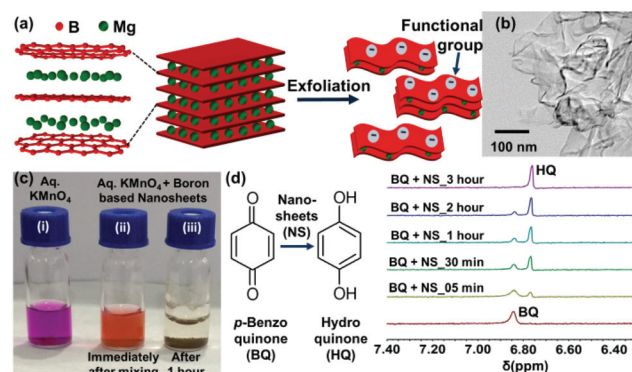 (a)
B
Mg
Exfoliation
Functional
group
(b)
100 nm
(c)
Aq.
KMnO4
Aq. KMnO4 + Boron
based Nanosheets
(i)
(ii)
(iii)
Immediately
after mixing
After
1 hour
(d)
O
O
Nano-
sheets
(NS)
OH
OH
p-Benzo
quinone
(BQ)
Hydro
quinone
(HQ)
HQ
BQ + NS_3 hour
BQ + NS_2 hour
BQ + NS_1 hour
BQ + NS_30 min
BQ + NS_05 min
BQ
7.40 7.00 6.80 6.60 6.40
δ(ppm)